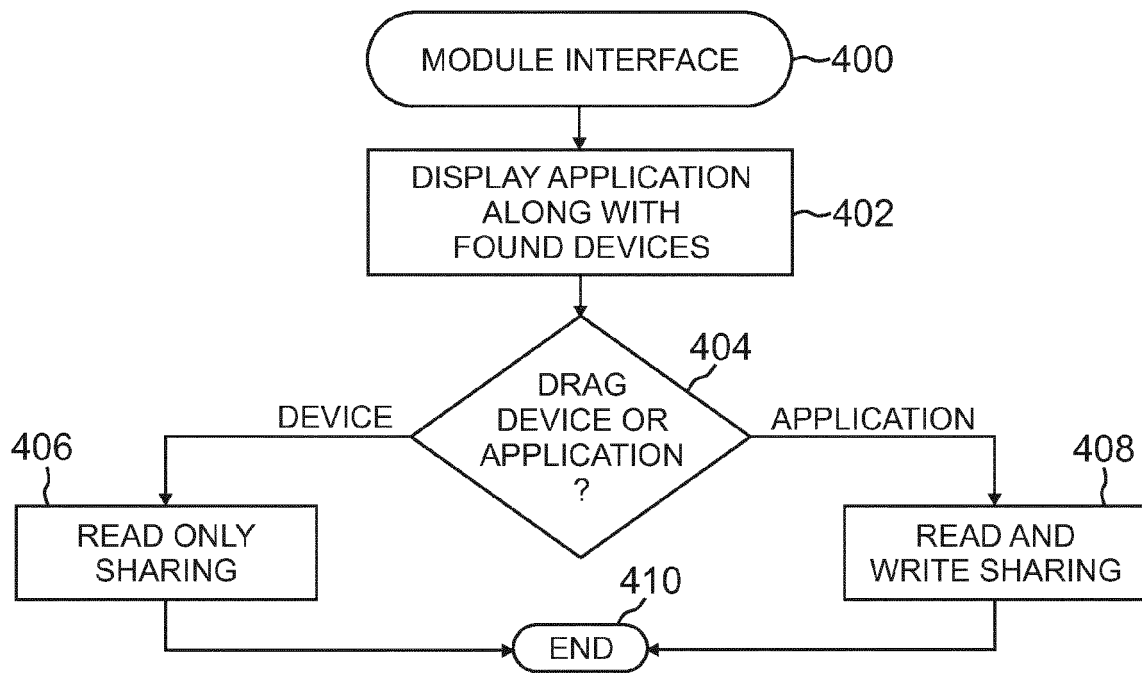 MODULE INTERFACE
400
DISPLAY APPLICATION
ALONG WITH
FOUND DEVICES
402
404
DRAG
DEVICE OR
APPLICATION
?
DEVICE
APPLICATION
406
READ ONLY
SHARING
408
READ AND
WRITE SHARING
410
END